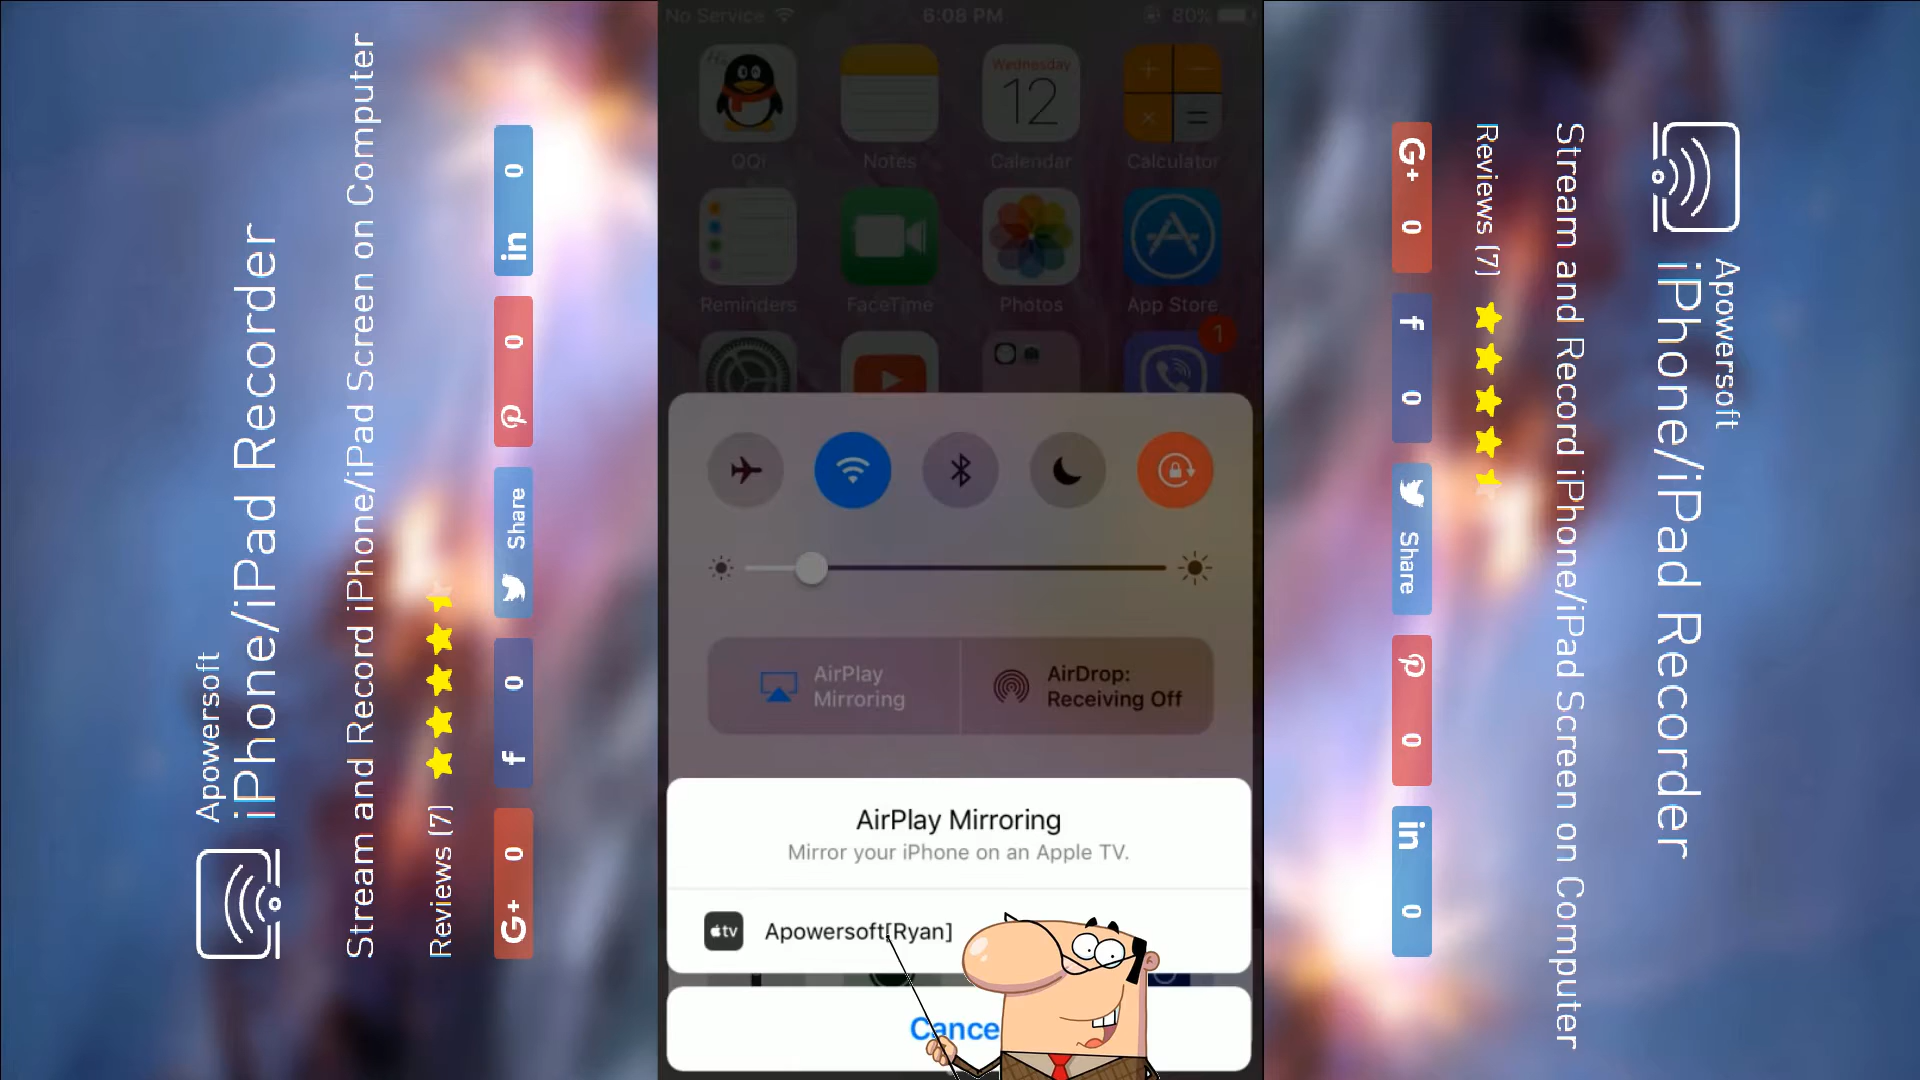 Apowersoft
iPhone/iPad Recorder
Stream and Record iPhone/iPad Screen on Computer
Reviews (7)
G+ 0
f 0
Share
0
in 0
No Service
6:08 PM
80%
QQi
Notes
Wednesday
12
Calendar
Calculator
Reminders
FaceTime
Photos
App Store
1
AirPlay
Mirroring
AirDrop:
Receiving Off
AirPlay Mirroring
Mirror your iPhone on an Apple TV.
tv
Apowersoft[Ryan]
Cance
Apowersoft
iPhone/iPad Recorder
Stream and Record iPhone/iPad Screen on Computer
Reviews (7)
G+ 0
f 0
Share
0
in 0